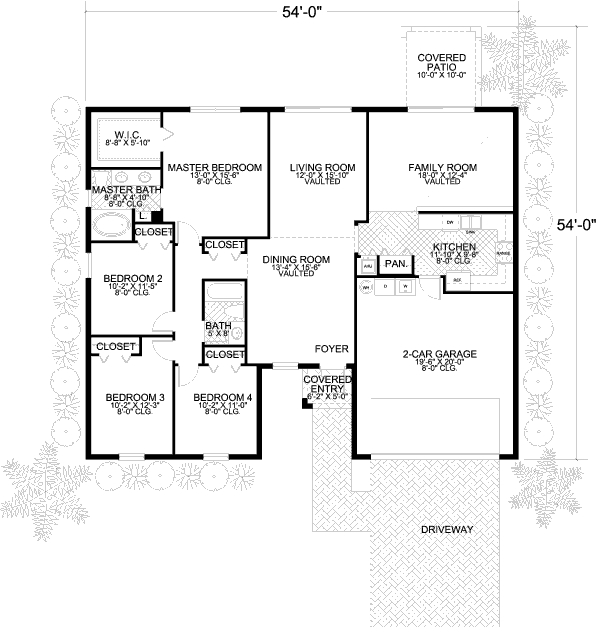 54'-0"
COVERED
PATIO
10'-0" X 10'-0"
W.I.C.
8'-8" X 5'-10"
MASTER BEDROOM
13'-0" X 15'-6"
8'-0" CLG.
LIVING ROOM
12'-0" X 15'-10"
VAULTED
FAMILY ROOM
18'-0" X 12'-4"
VAULTED
MASTER BATH
8'-8" X 4'-10"
8'-0" CLG.
L.
CLOSET
CLOSET
DW
KITCHEN
11'-10" X 9'-8"
8'-0" CLG.
RANGE
54'-0"
DINING ROOM
13'-4" X 15'-6"
VAULTED
AHU
PAN.
REF.
BEDROOM 2
10'-2" X 11'-5"
8'-0" CLG.
WH
D
W
BATH
5' X 8'
CLOSET
CLOSET
FOYER
2-CAR GARAGE
19'-6" X 20'-0"
8'-0" CLG.
COVERED
ENTRY
6'-2" X 5'-0"
BEDROOM 3
10'-2" X 12'-3"
8'-0" CLG.
BEDROOM 4
10'-2" X 11'-0"
8'-0" CLG.
DRIVEWAY